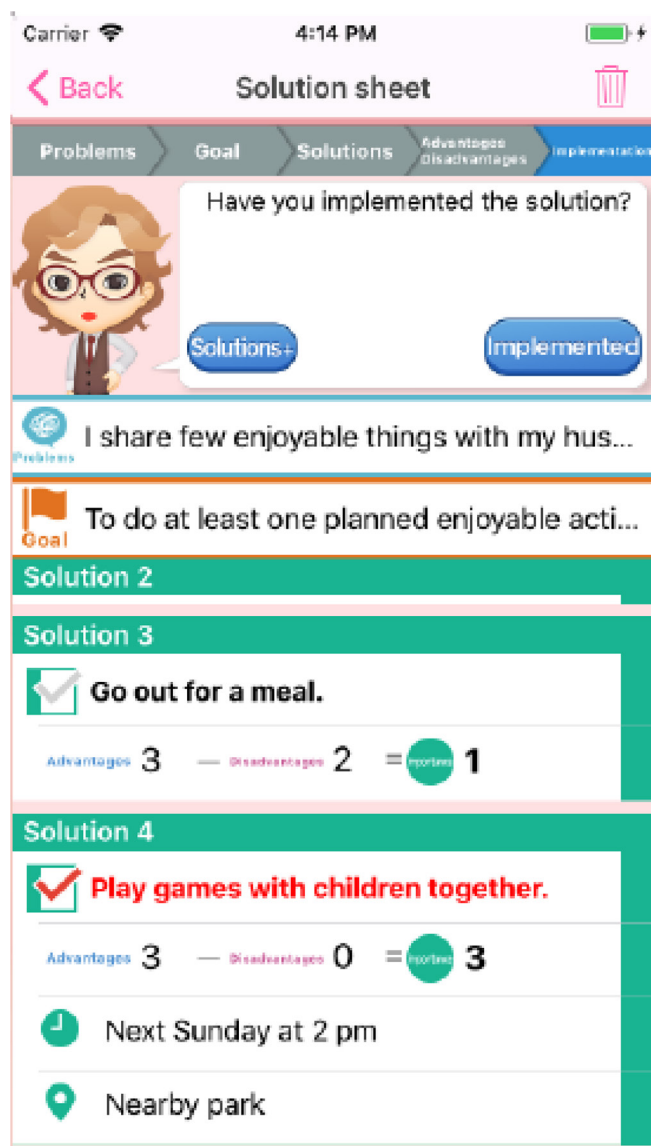 Carrier 4:14 PM
Back Solution sheet
Problems Goal Solutions Advantages Disadvantages Implementation
Have you implemented the solution?
Solutions+ Implemented
Problems I share few enjoyable things with my hus...
Goal To do at least one planned enjoyable acti...
Solution 2
Solution 3
Go out for a meal.
Advantages 3 — Disadvantages 2 = 1
Solution 4
Play games with children together.
Advantages 3 — Disadvantages 0 = 3
Next Sunday at 2 pm
Nearby park